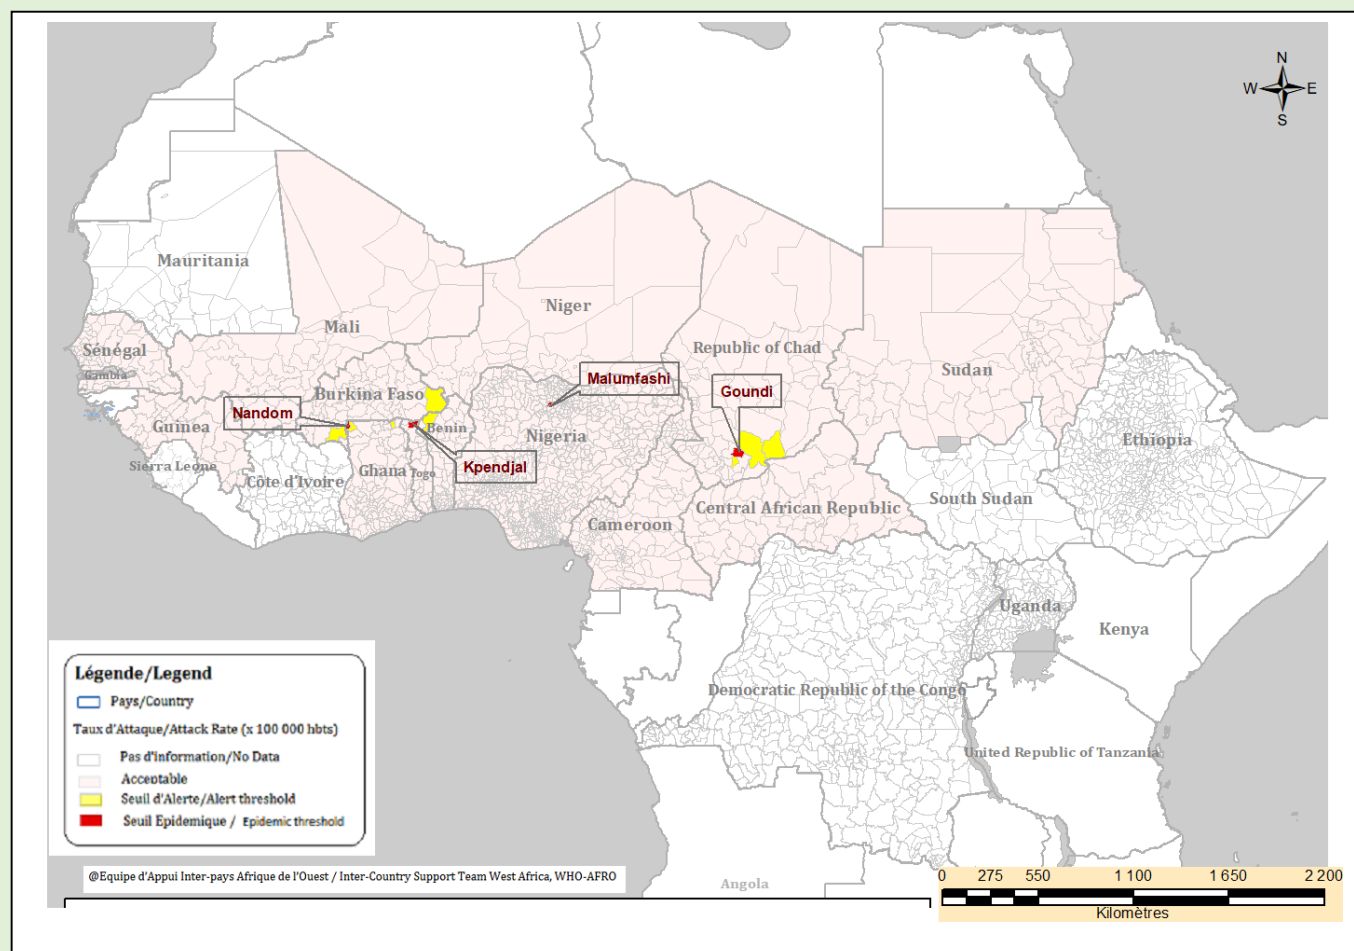 N
W E
S
Mauritania
Mali
Niger
Republic of Chad
Sudan
Sénégal
Gambia
Burkina Faso
Malumfashi
Goundi
Nandom
Guinea
Benin
Nigeria
Ethiopia
Sierra Leone
Côte d'Ivoire
Ghana
Togo
Kpendjal
South Sudan
Central African Republic
Cameroon
Uganda
Kenya
Democratic Republic of the Congo
United Republic of Tanzania
Angola
Légende/Legend
Pays/Country
Taux d'Attaque/Attack Rate (x 100 000 hbts)
Pas d'information/No Data
Acceptable
Seuil d'Alerte/Alert threshold
Seuil Epidemique / Epidemic threshold
@Equipe d'Appui Inter-pays Afrique de l'Ouest / Inter-Country Support Team West Africa, WHO-AFRO
0 275 550 1 100 1 650 2 200
Kilomètres